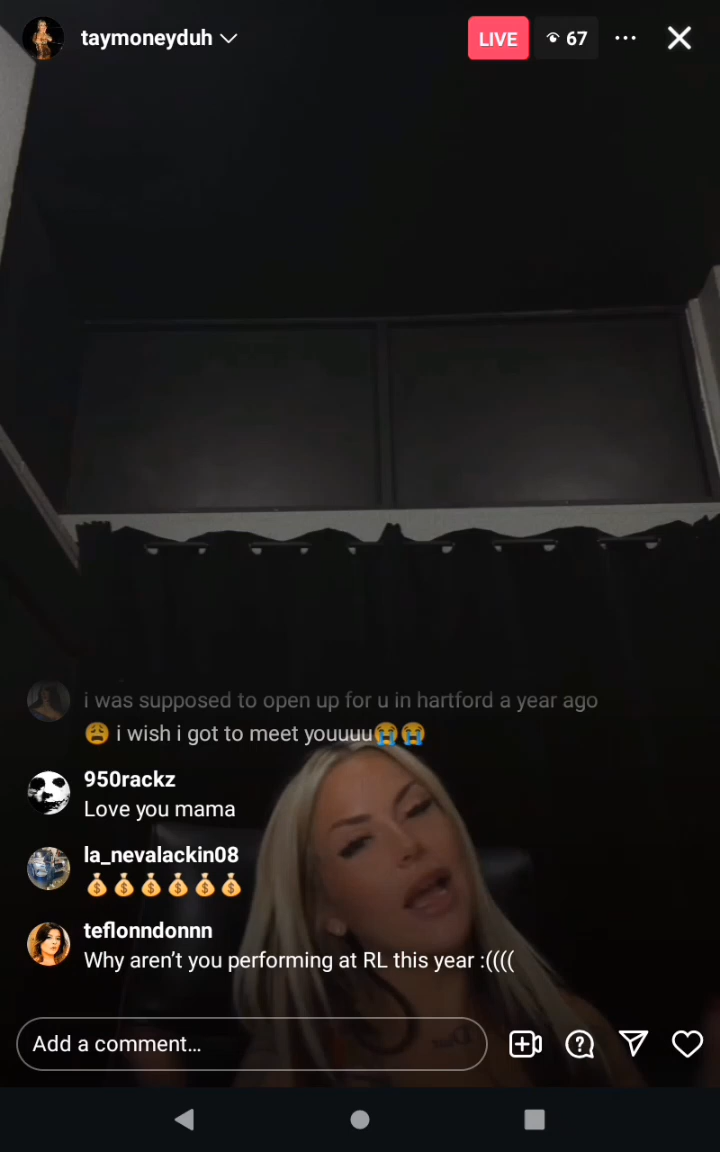 taymoneyduh
LIVE
67
i was supposed to open up for u in hartford a year ago
😩 i wish i got to meet youuuu😭😭
950rackz
Love you mama
la_nevalackin08
💰💰💰💰💰💰
teflonndonnn
Why aren’t you performing at RL this year :((((
Add a comment…